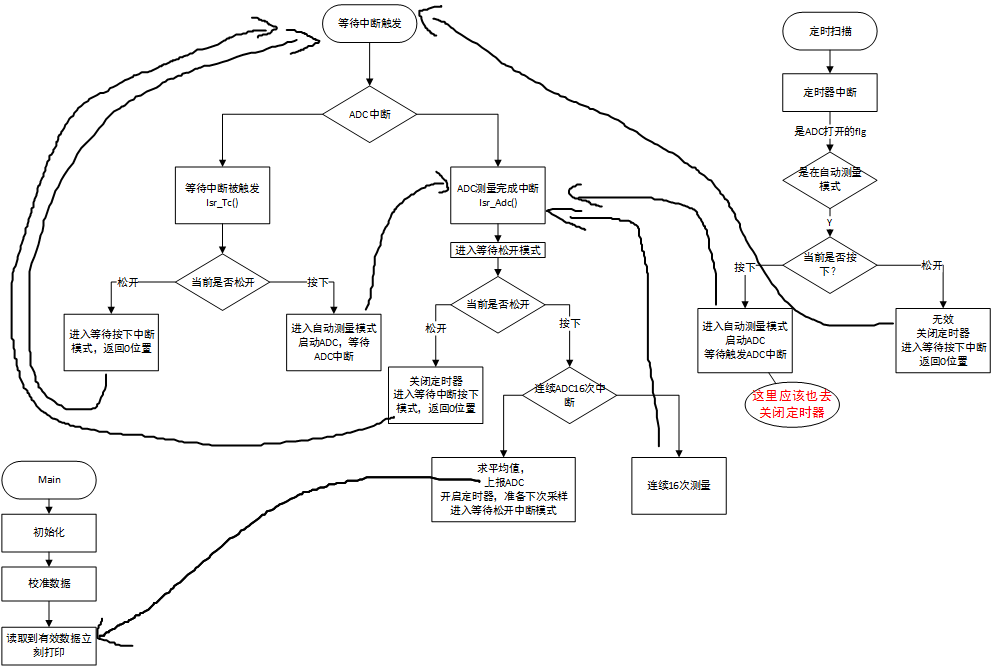 等待中断触发
ADC中断
等待中断被触发
Isr_Tc()
当前是否松开
松开
按下
进入等待按下中断
模式，返回0位置
进入自动测量模式
启动ADC，等待
ADC中断
ADC测量完成中断
Isr_Adc()
进入等待松开模式
当前是否松开
松开
按下
关闭定时器
进入等待中断按下
模式，返回0位置
连续ADC16次中
断
求平均值，
上报ADC
开启定时器，准备下次采样
进入等待松开中断模式
连续16次测量
定时扫描
定时器中断
是ADC打开的flg
是在自动测量
模式
Y
当前是否按
下？
按下
松开
进入自动测量模式
启动ADC
等待触发ADC中断
这里应该也去
关闭定时器
无效
关闭定时器
进入等待按下中断
返回0位置
Main
初始化
校准数据
读取到有效数据立
刻打印